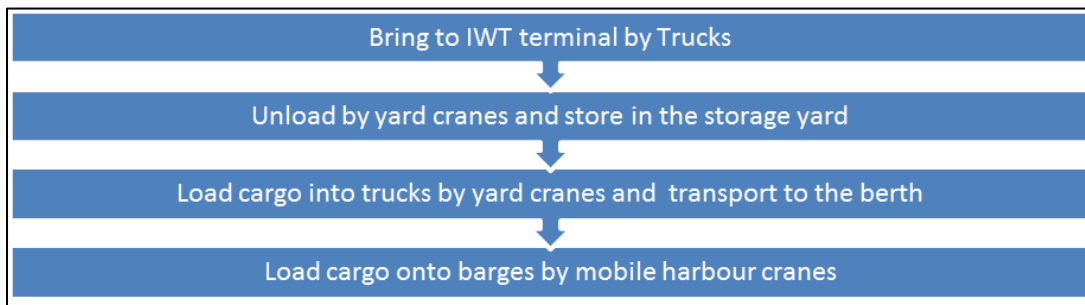 Bring to IWT terminal by Trucks
Unload by yard cranes and store in the storage yard
Load cargo into trucks by yard cranes and transport to the berth
Load cargo onto barges by mobile harbour cranes